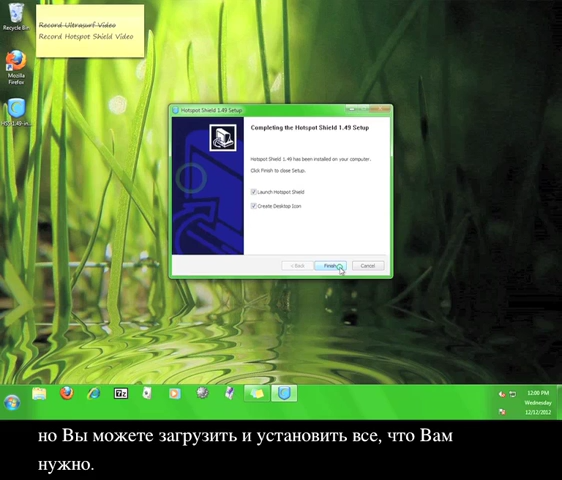 Recycle Bin
Record Ultrasurf Video
Record Hotspot Shield Video
Mozilla
Firefox
Hotspot Shield 1.49 Setup
Completing the Hotspot Shield 1.49 Setup
Hotspot Shield 1.49 has been installed on your computer.
Click Finish to close Setup.
Launch Hotspot Shield
Create Desktop Icon
< Back
Finish
Cancel
7z
12:00 PM
Wednesday
12/12/2012
но Вы можете загрузить и установить все, что Вам
нужно.